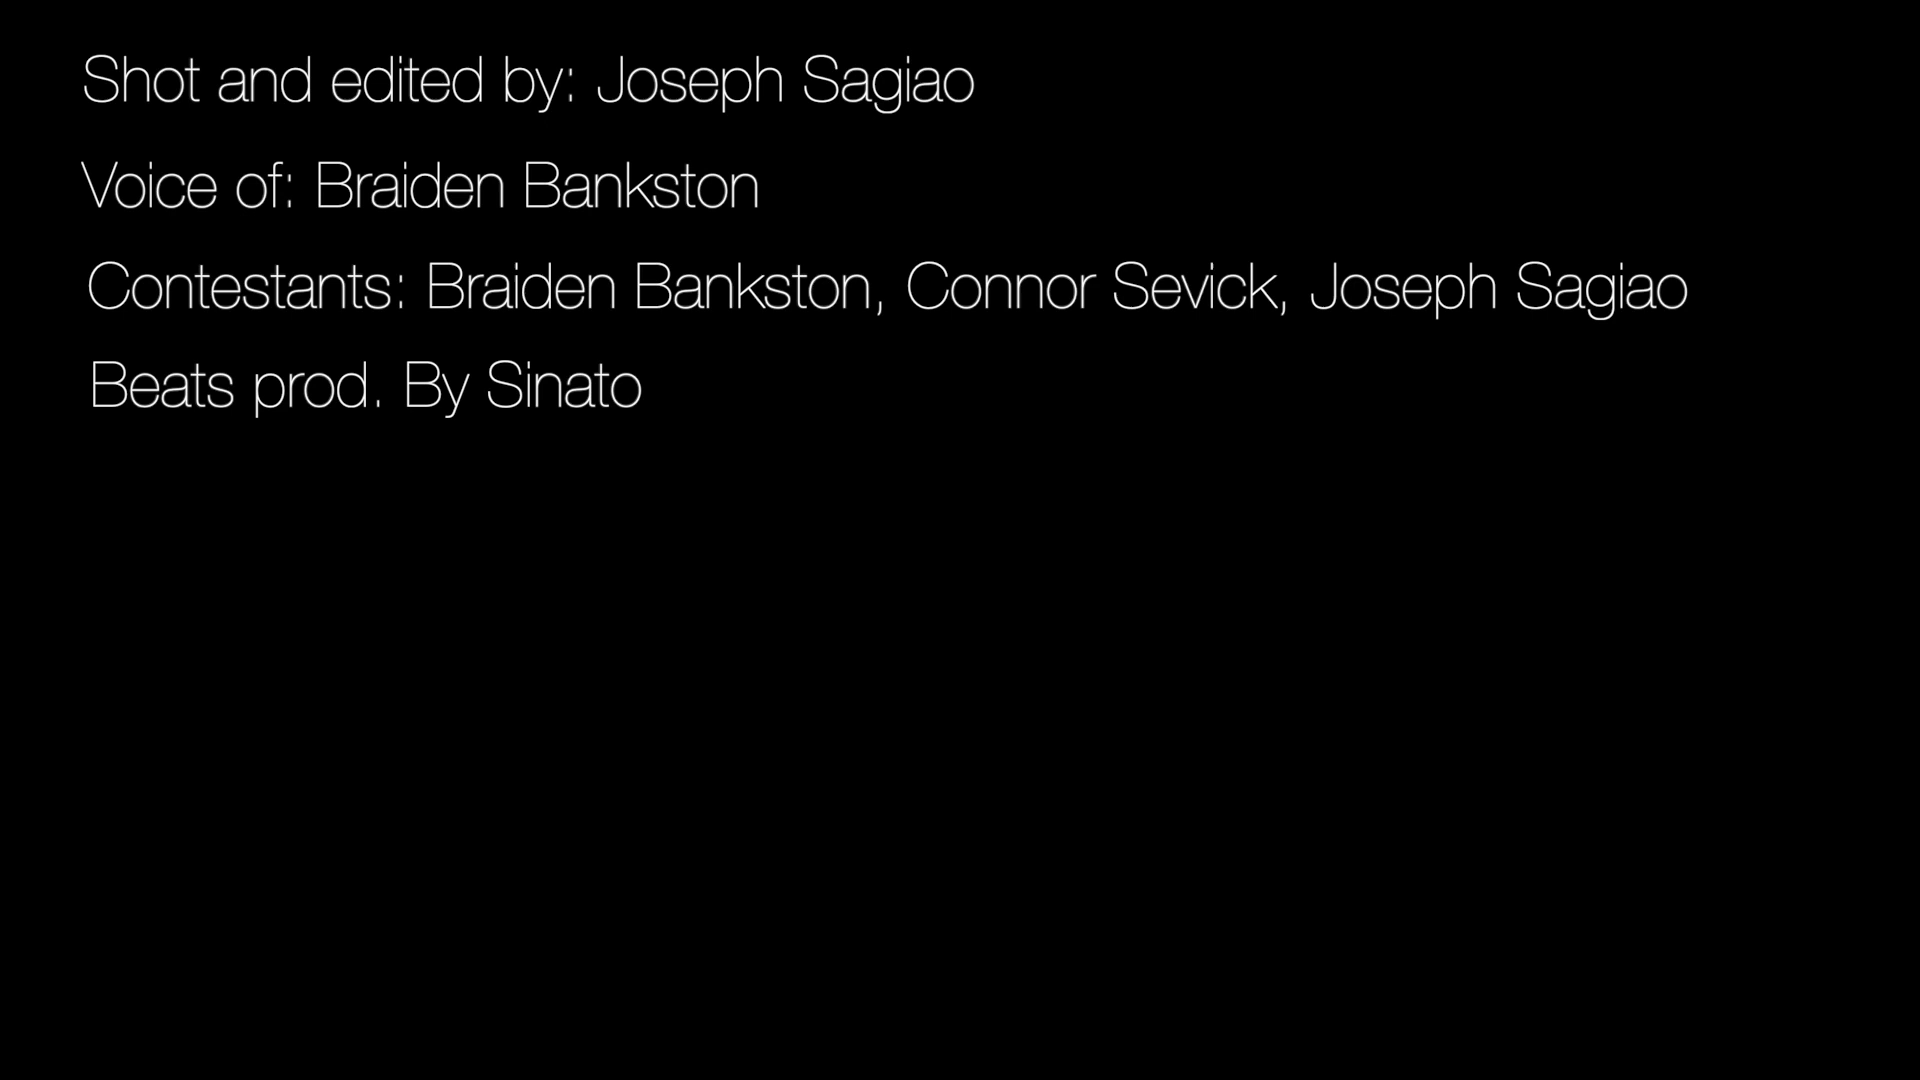 Shot and edited by: Joseph Sagiao
Voice of: Braiden Bankston
Contestants: Braiden Bankston, Connor Sevick, Joseph Sagiao
Beats prod. By Sinato